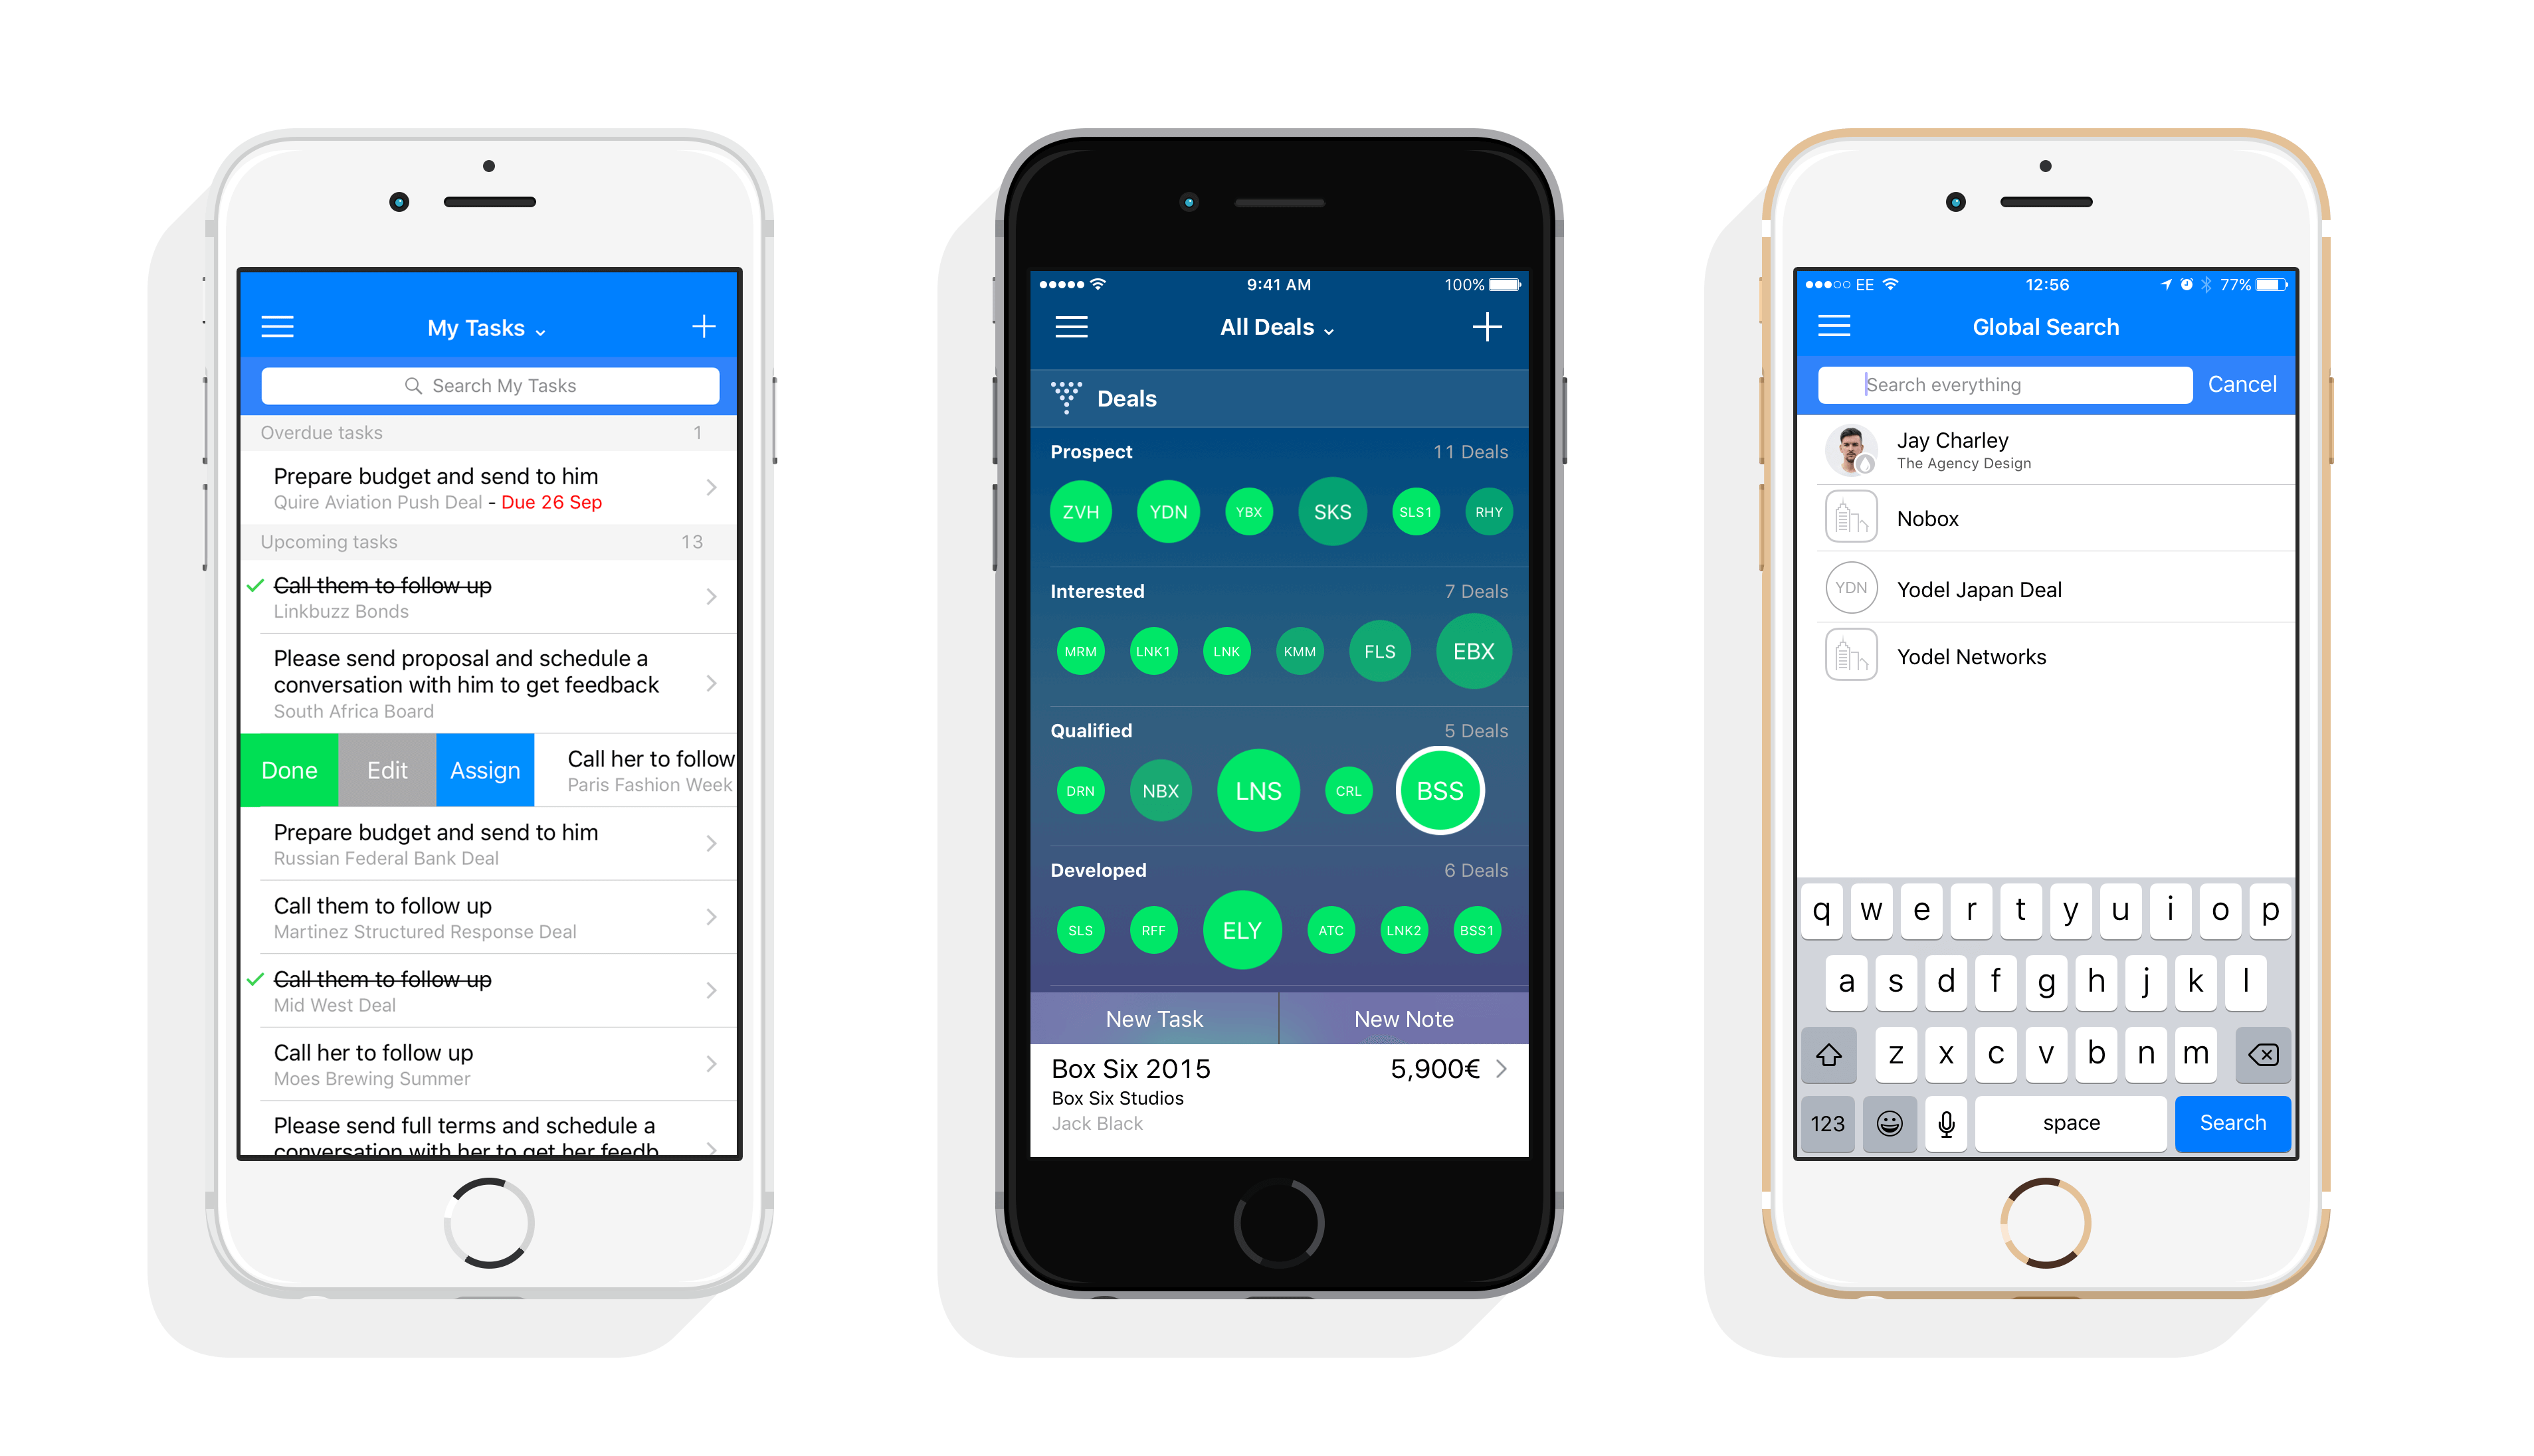 My Tasks
Search My Tasks
Overdue tasks 1
Prepare budget and send to him
Quire Aviation Push Deal - Due 26 Sep
Upcoming tasks 13
Call them to follow up
Linkbuzz Bonds
Please send proposal and schedule a
conversation with him to get feedback
South Africa Board
Done Edit Assign Call her to follow
Paris Fashion Week
Prepare budget and send to him
Russian Federal Bank Deal
Call them to follow up
Martinez Structured Response Deal
Call them to follow up
Mid West Deal
Call her to follow up
Moes Brewing Summer
Please send full terms and schedule a
conversation with her to get her feedb
9:41 AM 100%
All Deals
Deals
Prospect 11 Deals
ZVH YDN YBX SKS SLS1 RHY
Interested 7 Deals
MRM LNK1 LNK KMM FLS EBX
Qualified 5 Deals
DRN NBX LNS CRL BSS
Developed 6 Deals
SLS RFF ELY ATC LNK2 BSS1
New Task New Note
Box Six 2015 5,900€
Box Six Studios
Jack Black
EE 12:56 77%
Global Search
Search everything Cancel
Jay Charley
The Agency Design
Nobox
YDN Yodel Japan Deal
Yodel Networks
q w e r t y u i o p
a s d f g h j k l
z x c v b n m
123 space Search